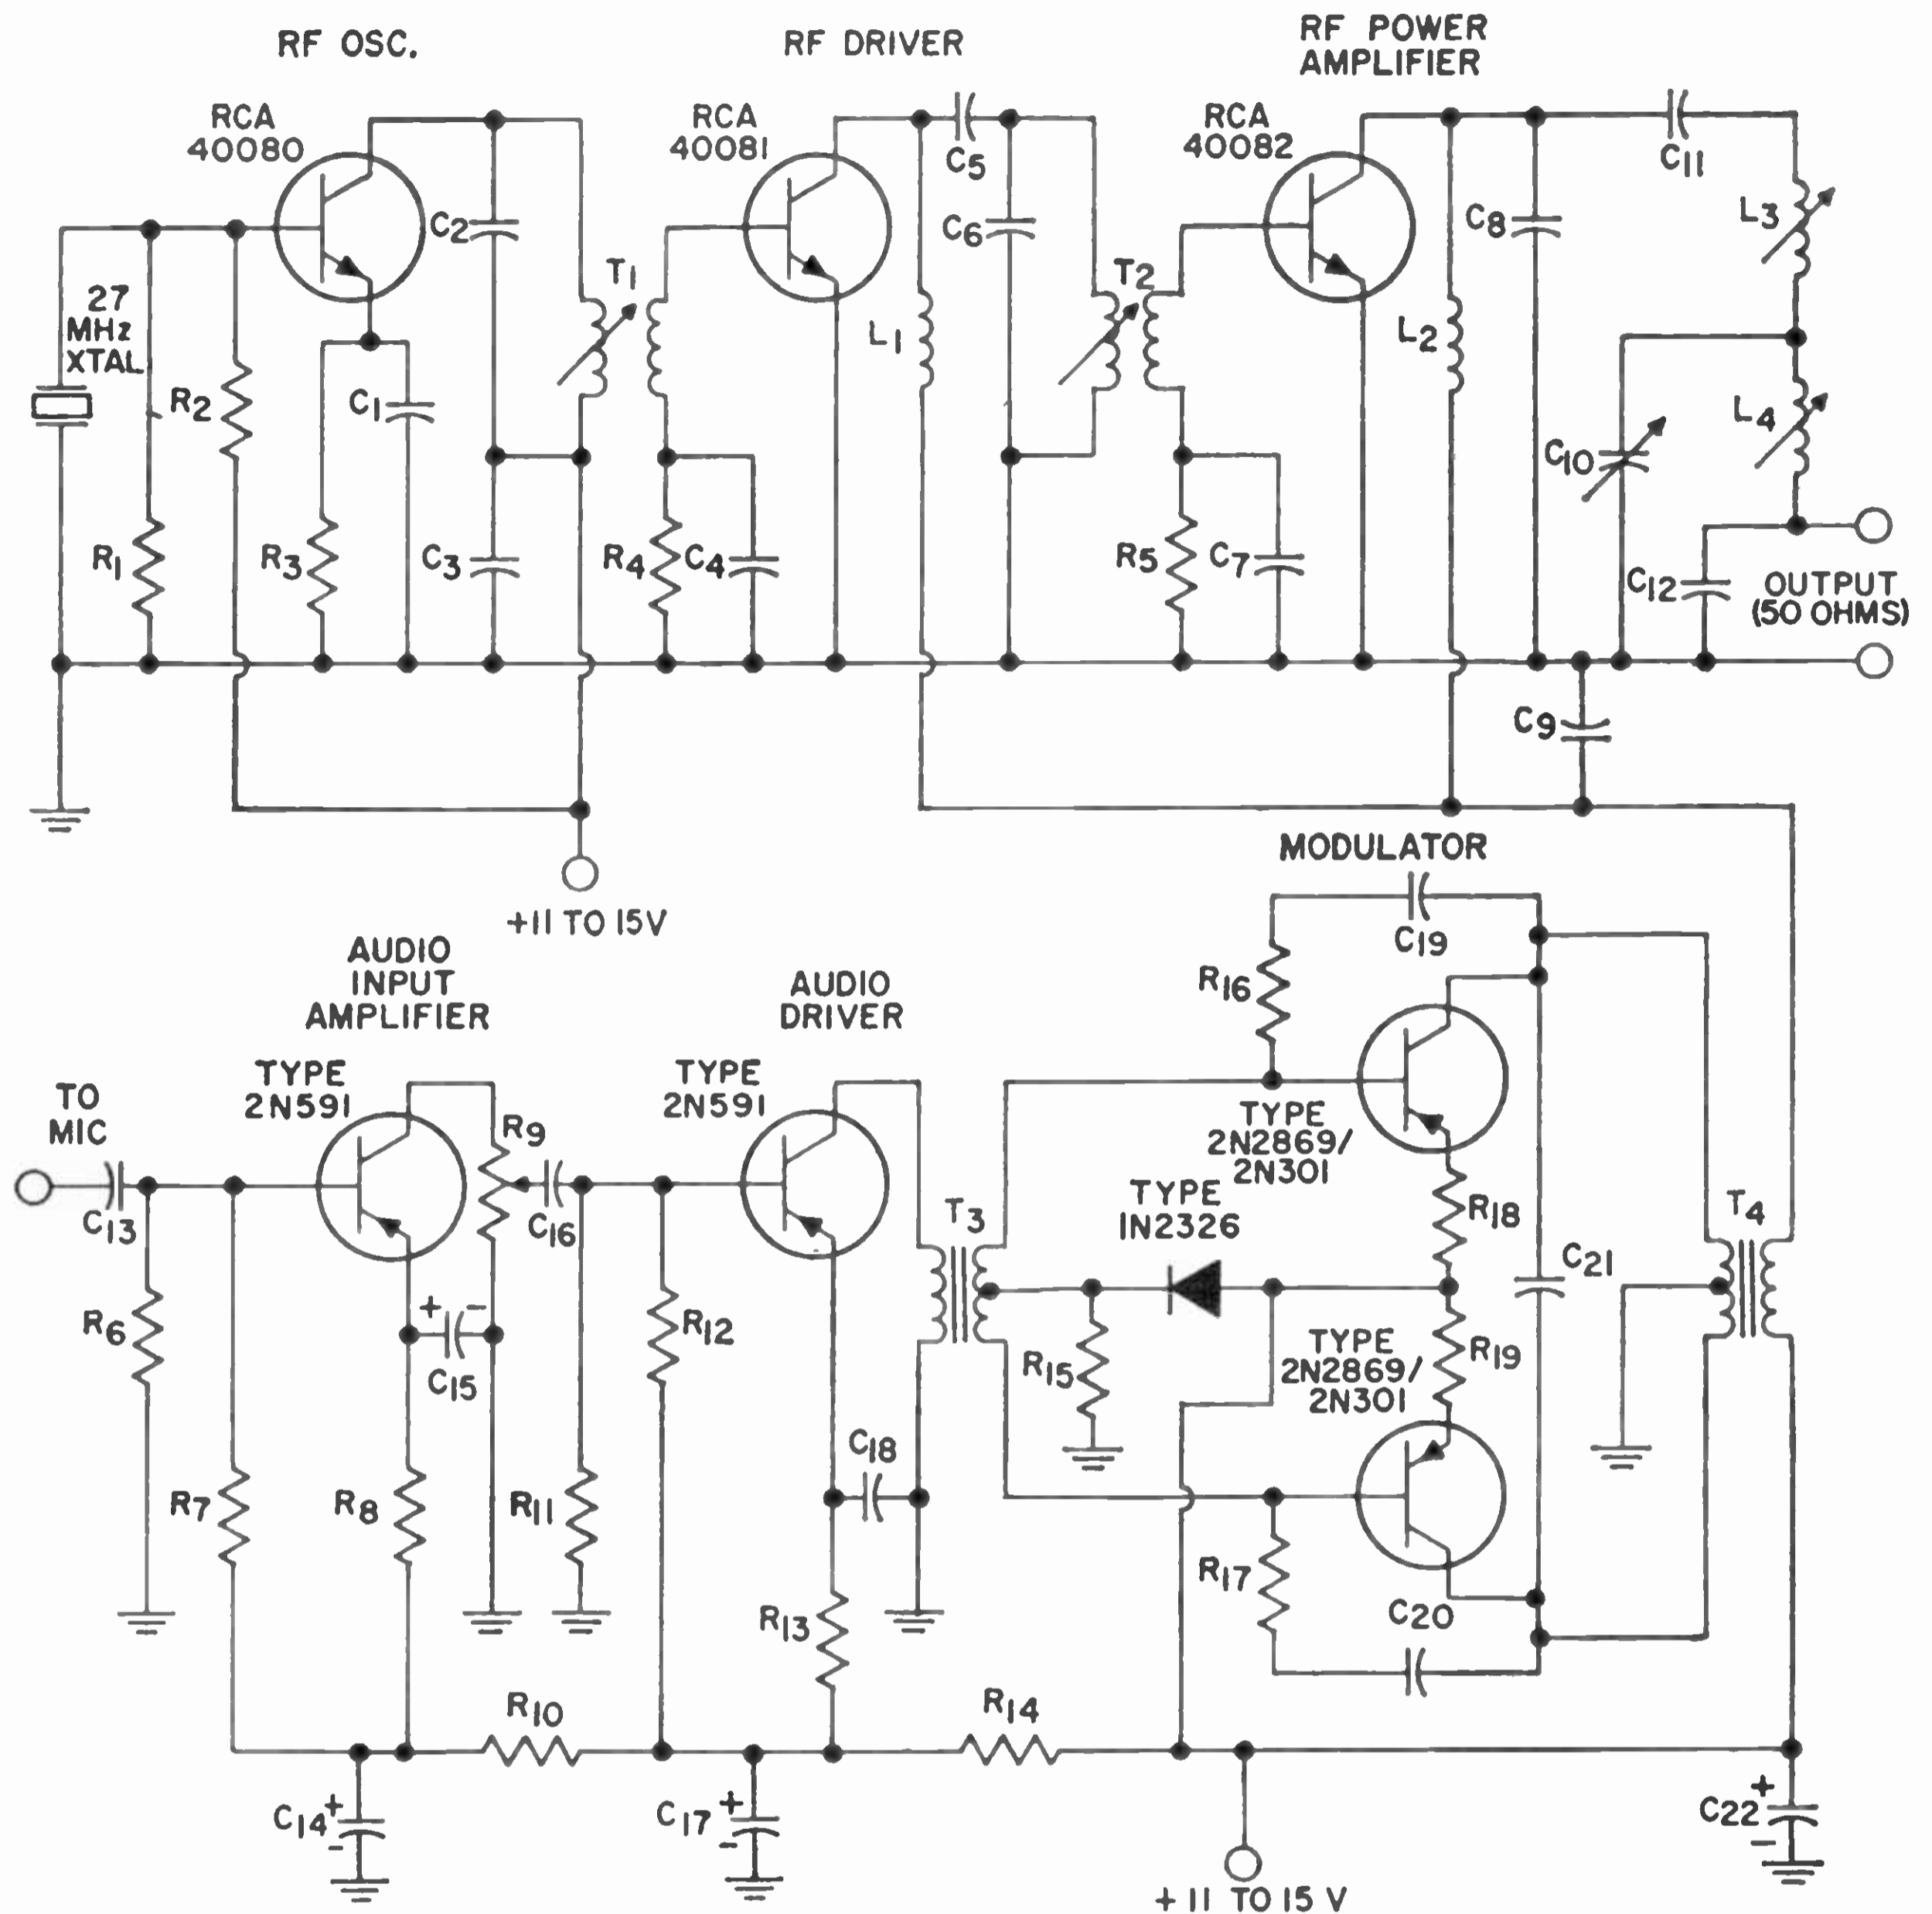 RF OSC.
RF DRIVER
RF POWER
AMPLIFIER
RCA
40080
RCA
40081
RCA
40082
C5
C11
C2
C6
C8
L3
T1
T2
27
MHz
XTAL
L1
L2
R2
C1
L4
C10
R1
R3
C3
R4
C4
R5
C7
C12
OUTPUT
(50 OHMS)
C9
MODULATOR
+11 TO 15V
C19
AUDIO
INPUT
AMPLIFIER
AUDIO
DRIVER
R16
TYPE
2N591
TYPE
2N591
TO
MIC
R9
TYPE
2N2869/
2N301
C13
C16
T3
TYPE
1N2326
R18
T4
C21
R6
+ -
C15
R12
R15
TYPE
2N2869/
2N301
R19
C18
R7
R8
R11
R17
R13
C20
R10
R14
C14
+
-
C17
+
-
C22
+
-
+ 11 TO 15 V